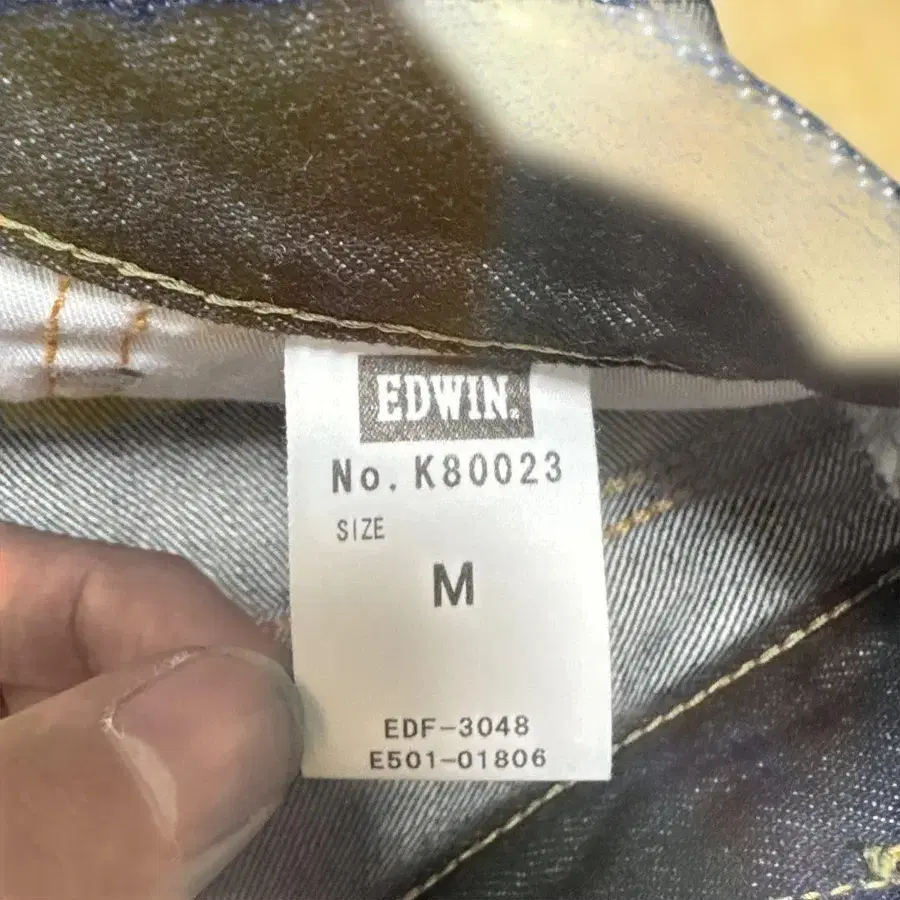 EDWIN.
No. K80023
SIZE
M
EDF-3048
E501-01806